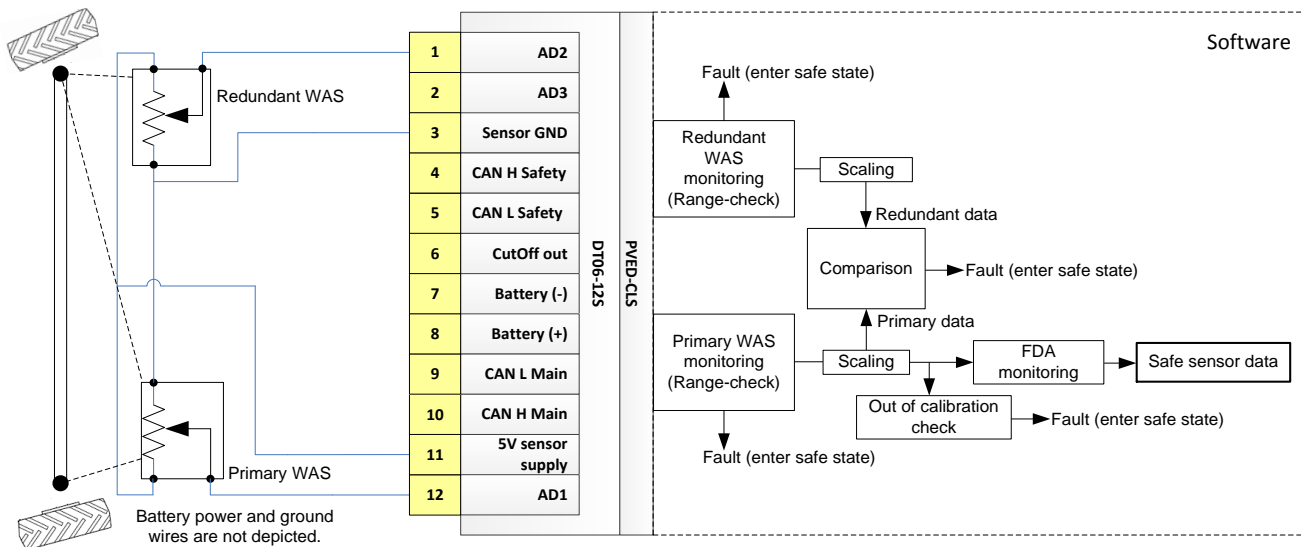 Redundant WAS
Primary WAS
Battery power and ground
wires are not depicted.
1 AD2
2 AD3
3 Sensor GND
4 CAN H Safety
5 CAN L Safety
6 CutOff out
7 Battery (-)
8 Battery (+)
9 CAN L Main
10 CAN H Main
11 5V sensor
supply
12 AD1
DT06-12S
PVED-CLS
Software
Fault (enter safe state)
Redundant
WAS
monitoring
(Range-check)
Scaling
Redundant data
Comparison
Fault (enter safe state)
Primary data
Primary WAS
monitoring
(Range-check)
Scaling
FDA
monitoring
Safe sensor data
Out of calibration
check
Fault (enter safe state)
Fault (enter safe state)